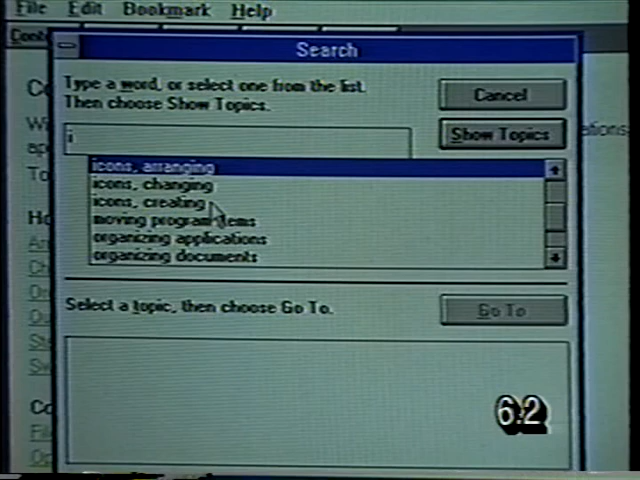 File Edit Bookmark Help
Search
Type a word, or select one from the list.
Then choose Show Topics.
Cancel
Show Topics
i
icons, arranging
icons, changing
icons, creating
moving program items
organizing applications
organizing documents
Select a topic, then choose Go To.
Go To
6.2